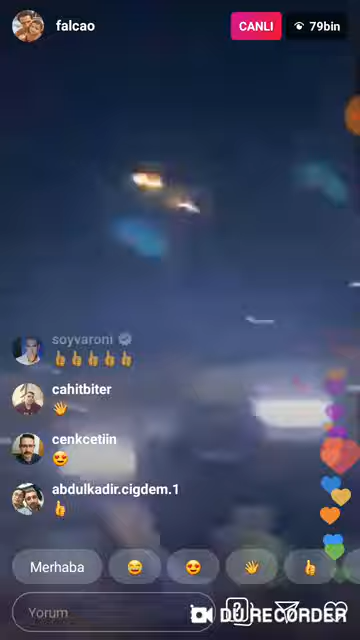 falcao
CANLI
79bin
soyvaroni
👍👍👍👍👍
cahitbiter
👋
cenkcetiin
😍
abdulkadir.cigdem.1
👍
Merhaba 😅 😍 👋 👍
Yorum
DU RECORDER